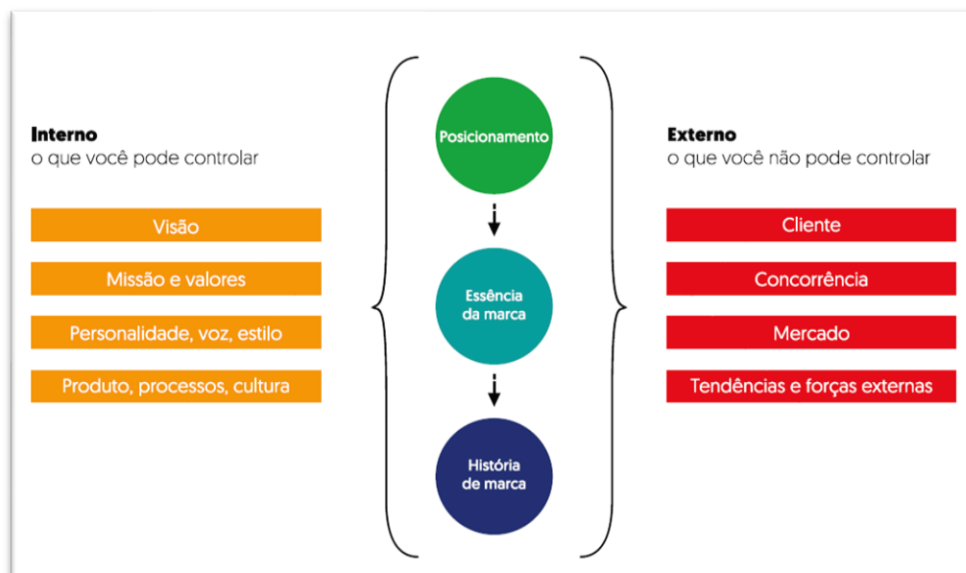 Interno
o que você pode controlar
Visão
Missão e valores
Personalidade, voz, estilo
Produto, processos, cultura
Posicionamento
Essência
da marca
História
de marca
Externo
o que você não pode controlar
Cliente
Concorrência
Mercado
Tendências e forças externas